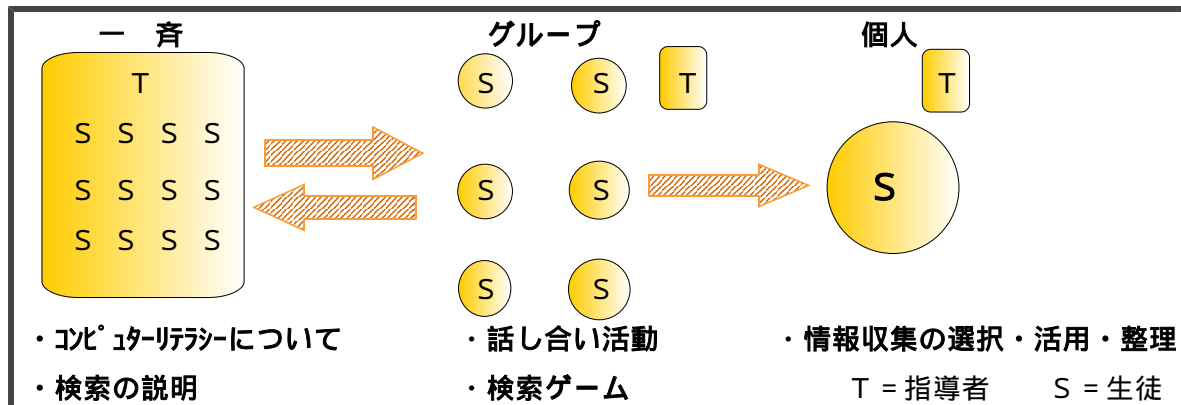 一 斉
T
S S S S
S S S S
S S S S
・コンピュターリテラシーについて
・検索の説明
グループ
S S T
S S
S S
・話し合い活動
・検索ゲーム
個人
T
S
・情報収集の選択・活用・整理
T=指導者 S=生徒